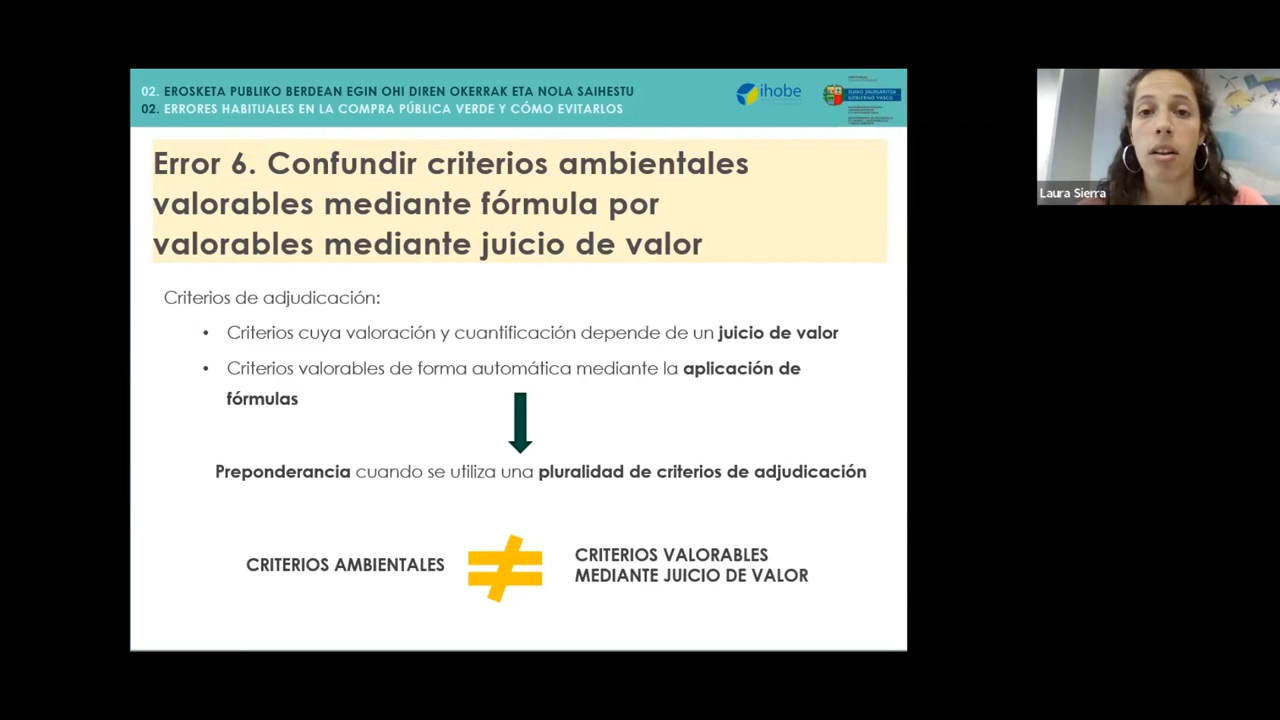 02. EROSKETA PUBLIKO BERDEAN EGIN OHI DIREN OKERRAK ETA NOLA SAIHESTU
02. ERRORES HABITUALES EN LA COMPRA PÚBLICA VERDE Y CÓMO EVITARLOS
ihobe
EUSKO JAURLARITZA
GOBIERNO VASCO
Laura Sierra
Error 6. Confundir criterios ambientales
valorables mediante fórmula por
valorables mediante juicio de valor
Criterios de adjudicación:
• Criterios cuya valoración y cuantificación depende de un juicio de valor
• Criterios valorables de forma automática mediante la aplicación de
fórmulas
Preponderancia cuando se utiliza una pluralidad de criterios de adjudicación
CRITERIOS AMBIENTALES
≠
CRITERIOS VALORABLES
MEDIANTE JUICIO DE VALOR